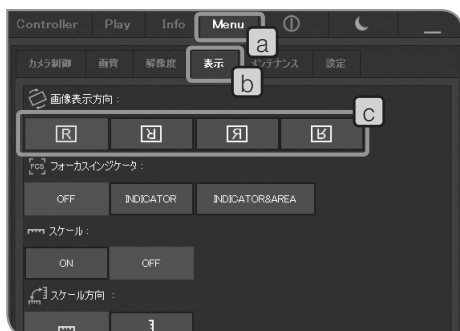 Controller Play Info Menu
a
カメラ制御 画質 解像度 表示 メンテナンス 設定
b
画像表示方向 :
c
R R R R
FCS フォーカスインジケータ :
OFF INDICATOR INDICATOR&AREA
スケール :
ON OFF
スケール方向 :